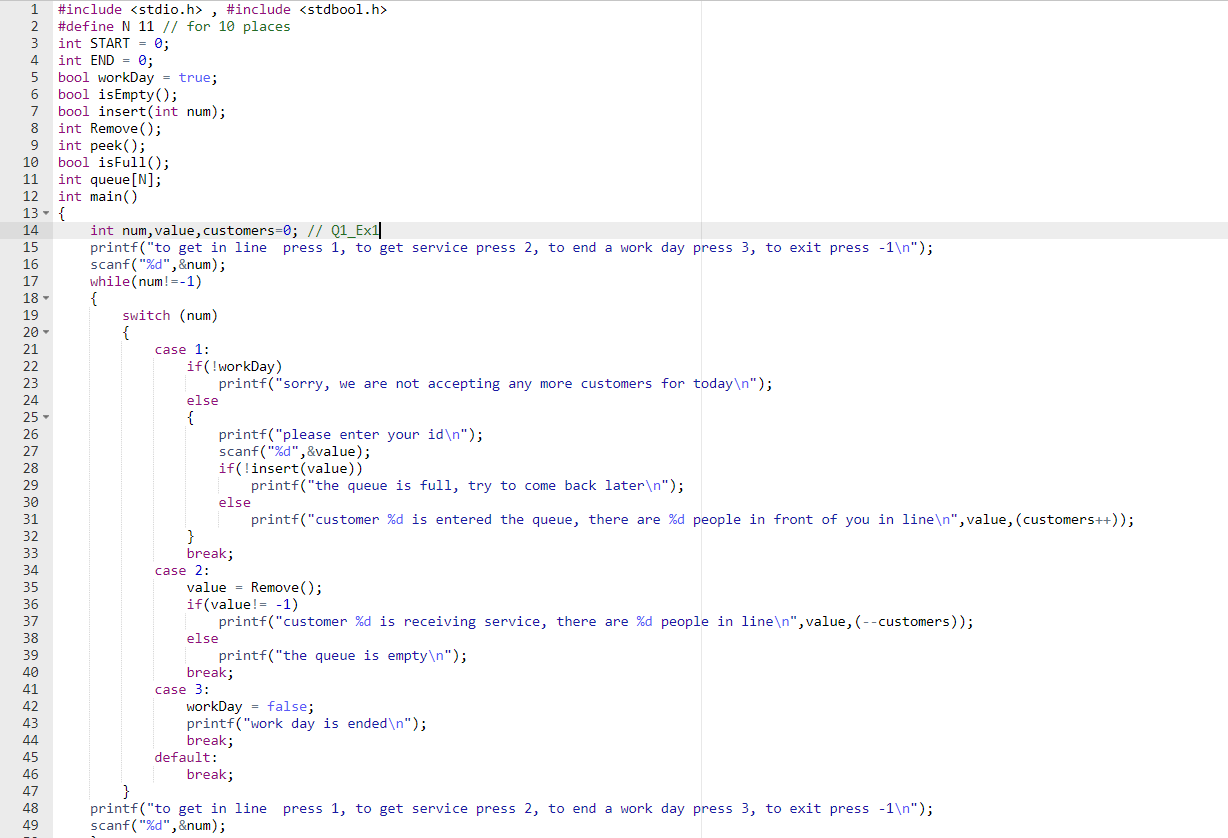 1 #include <stdio.h> , #include <stdbool.h>
2 #define N 11 // for 10 places
3 int START = 0;
4 int END = 0;
5 bool workDay = true;
6 bool isEmpty();
7 bool insert(int num);
8 int Remove();
9 int peek();
10 bool isFull();
11 int queue[N];
12 int main()
13 {
14     int num,value,customers=0; // Q1_Ex1
15     printf("to get in line  press 1, to get service press 2, to end a work day press 3, to exit press -1\n");
16     scanf("%d",&num);
17     while(num!=-1)
18     {
19         switch (num)
20         {
21             case 1:
22                 if(!workDay)
23                     printf("sorry, we are not accepting any more customers for today\n");
24                 else
25                 {
26                     printf("please enter your id\n");
27                     scanf("%d",&value);
28                     if(!insert(value))
29                         printf("the queue is full, try to come back later\n");
30                     else
31                         printf("customer %d is entered the queue, there are %d people in front of you in line\n",value,(customers++));
32                 }
33                 break;
34             case 2:
35                 value = Remove();
36                 if(value!= -1)
37                     printf("customer %d is receiving service, there are %d people in line\n",value,(--customers));
38                 else
39                     printf("the queue is empty\n");
40                 break;
41             case 3:
42                 workDay = false;
43                 printf("work day is ended\n");
44                 break;
45             default:
46                 break;
47         }
48     printf("to get in line  press 1, to get service press 2, to end a work day press 3, to exit press -1\n");
49     scanf("%d",&num);